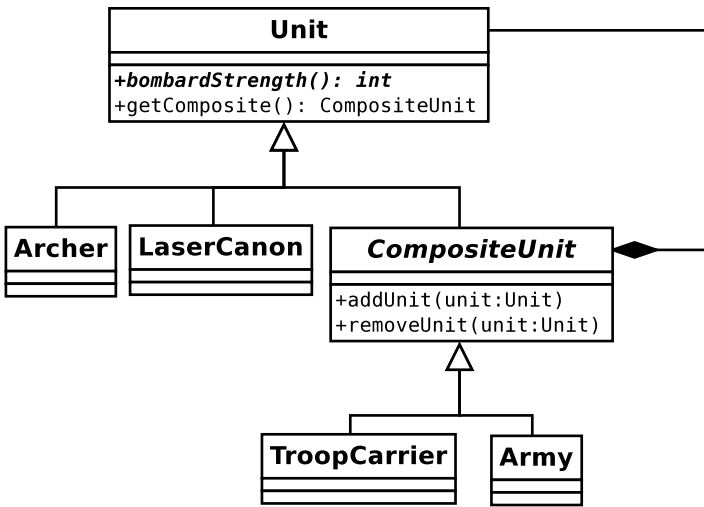 Unit
+bombardStrength(): int
+getComposite(): CompositeUnit
Archer
LaserCanon
CompositeUnit
+addUnit(unit:Unit)
+removeUnit(unit:Unit)
TroopCarrier
Army